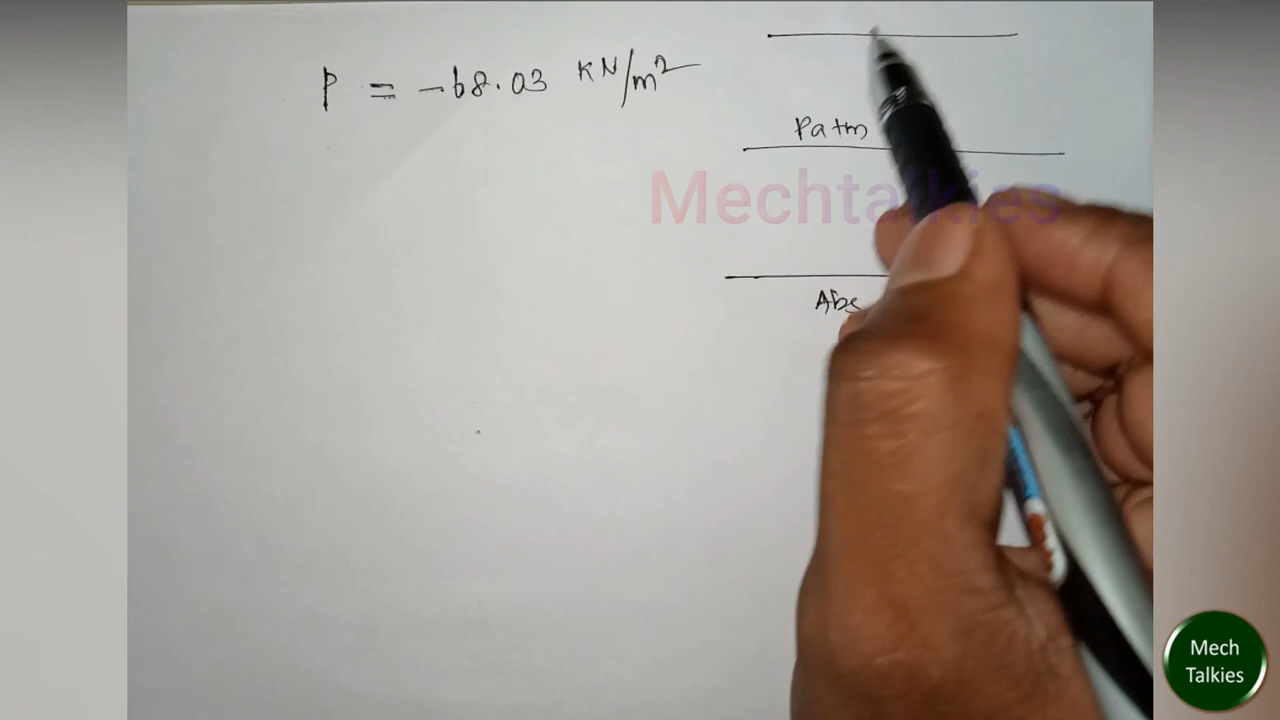 P = -68.03 KN/m²
Patm
Mechtalkies
Abs
Mech
Talkies